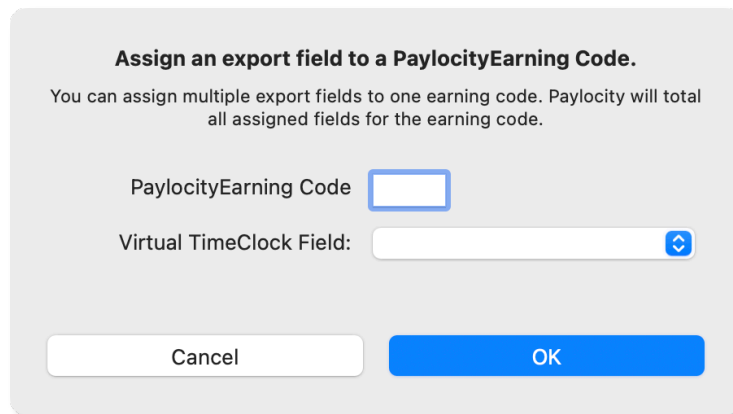 Assign an export field to a PaylocityEarning Code.
You can assign multiple export fields to one earning code. Paylocity will total
all assigned fields for the earning code.
PaylocityEarning Code
Virtual TimeClock Field:
Cancel
OK